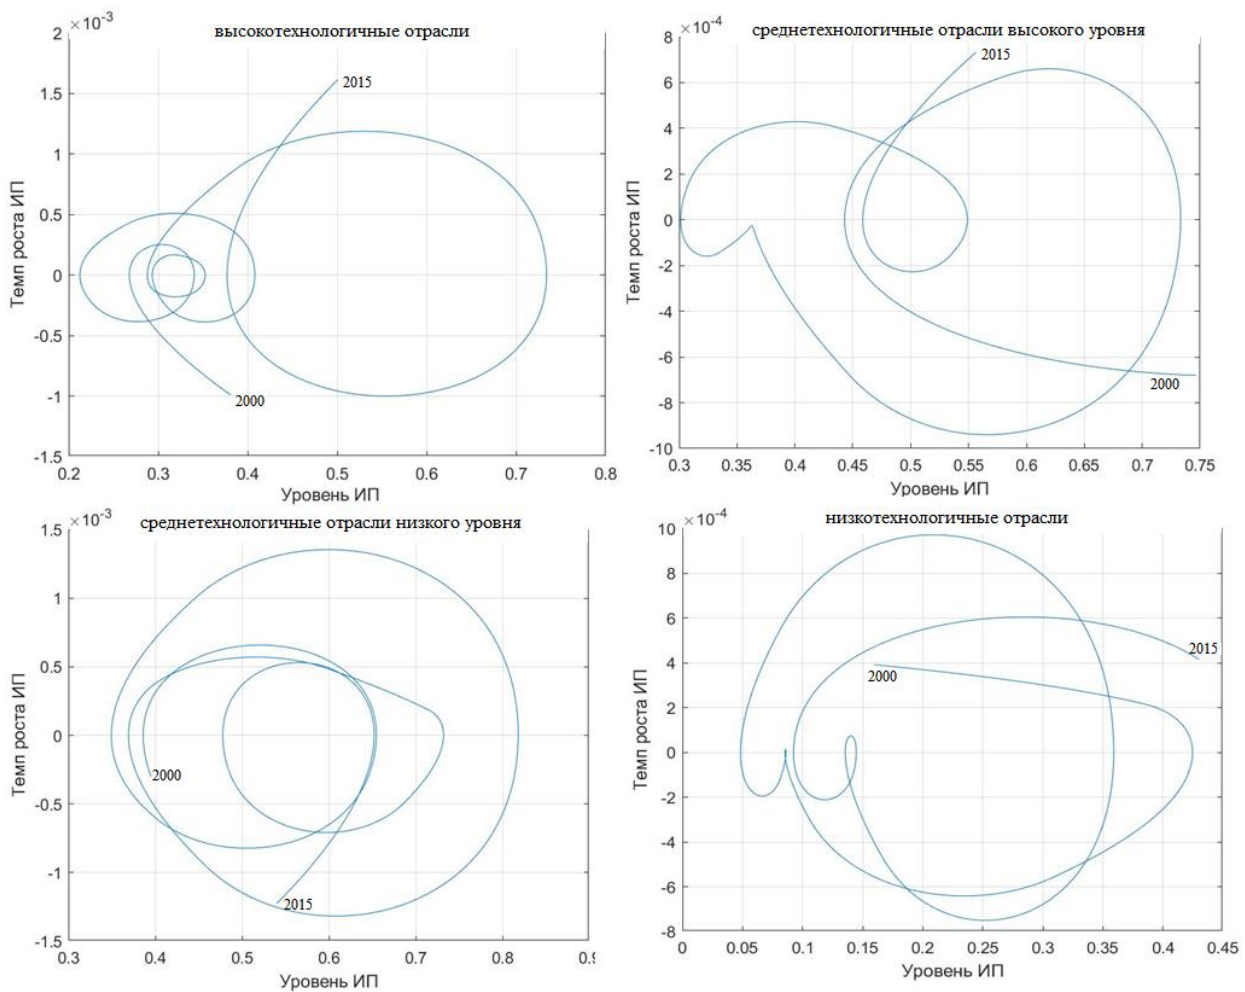 высокотехнологичные отрасли
×10⁻³
2
1.5
1
0.5
0
-0.5
-1
-1.5
0.2 0.3 0.4 0.5 0.6 0.7 0.8
Темп роста ИП
Уровень ИП
2015
2000
среднетехнологичные отрасли высокого уровня
×10⁻⁴
8
6
4
2
0
-2
-4
-6
-8
-10
0.3 0.35 0.4 0.45 0.5 0.55 0.6 0.65 0.7 0.75
Темп роста ИП
Уровень ИП
2015
2000
среднетехнологичные отрасли низкого уровня
×10⁻³
1.5
1
0.5
0
-0.5
-1
-1.5
0.3 0.4 0.5 0.6 0.7 0.8
Темп роста ИП
Уровень ИП
2000
2015
низкотехнологичные отрасли
×10⁻⁴
10
8
6
4
2
0
-2
-4
-6
-8
0 0.05 0.1 0.15 0.2 0.25 0.3 0.35 0.4 0.45
Темп роста ИП
Уровень ИП
2015
2000